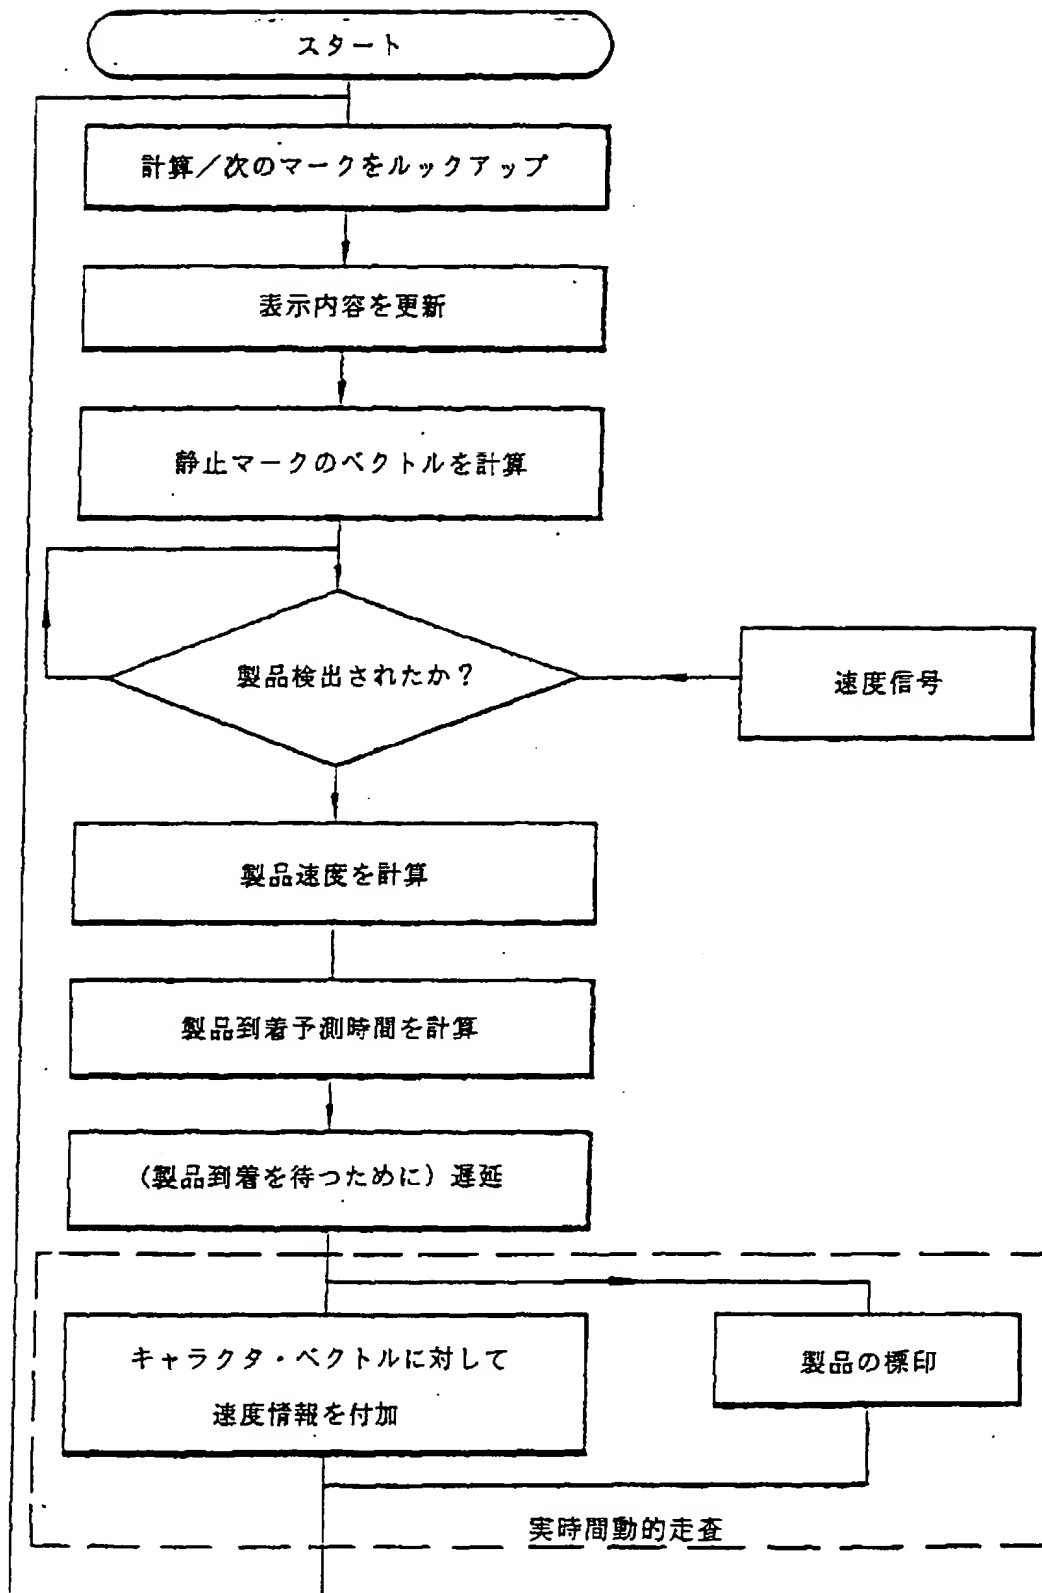 スタート
計算／次のマークをルックアップ
表示内容を更新
静止マークのベクトルを計算
製品検出されたか？
速度信号
製品速度を計算
製品到着予測時間を計算
（製品到着を待つために）遅延
キャラクタ・ベクトルに対して
速度情報を付加
製品の標印
実時間動的走査